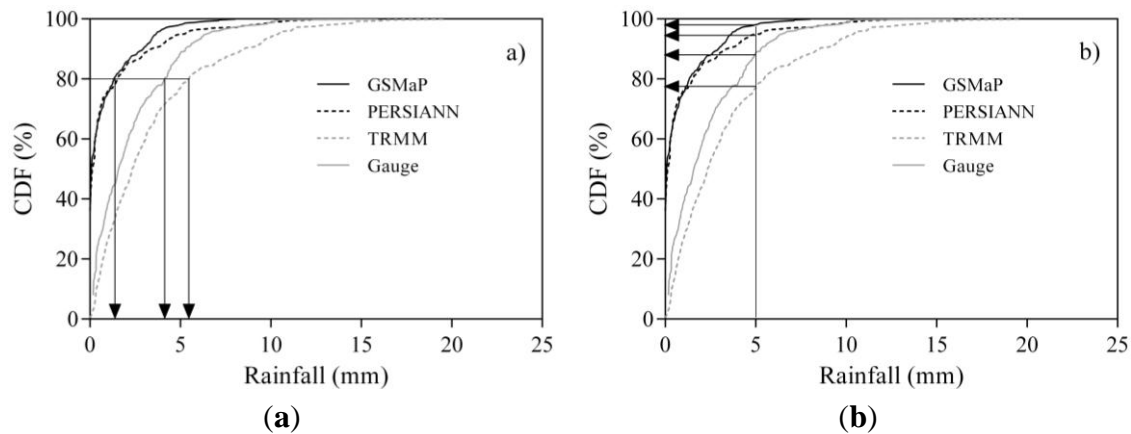 CDF (%)
100
80
60
40
20
0
a)
GSMaP
PERSIANN
TRMM
Gauge
0 5 10 15 20 25
Rainfall (mm)
(a)
CDF (%)
100
80
60
40
20
0
b)
GSMaP
PERSIANN
TRMM
Gauge
0 5 10 15 20 25
Rainfall (mm)
(b)